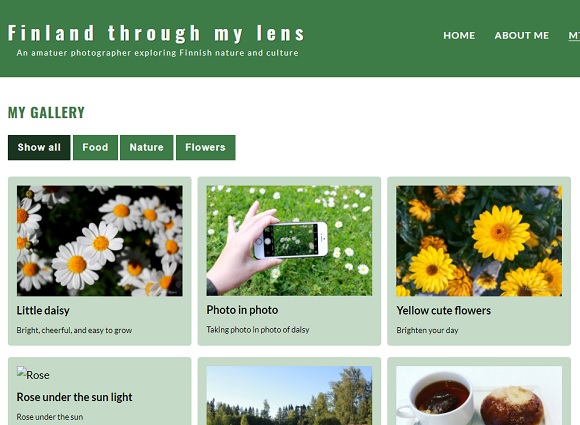 Finland through my lens
An amatuer photographer exploring Finnish nature and culture
HOME ABOUT ME
MY GALLERY
Show all Food Nature Flowers
Little daisy
Bright, cheerful, and easy to grow
Photo in photo
Taking photo in photo of daisy
Yellow cute flowers
Brighten your day
Rose
Rose under the sun light
Rose under the sun